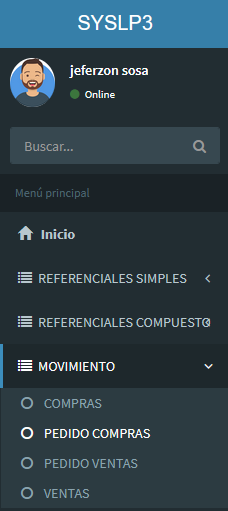 SYSLP3
jeferzon sosa
Online
Buscar...
Menú principal
Inicio
REFERENCIALES SIMPLES
REFERENCIALES COMPUESTO
MOVIMIENTO
COMPRAS
PEDIDO COMPRAS
PEDIDO VENTAS
VENTAS